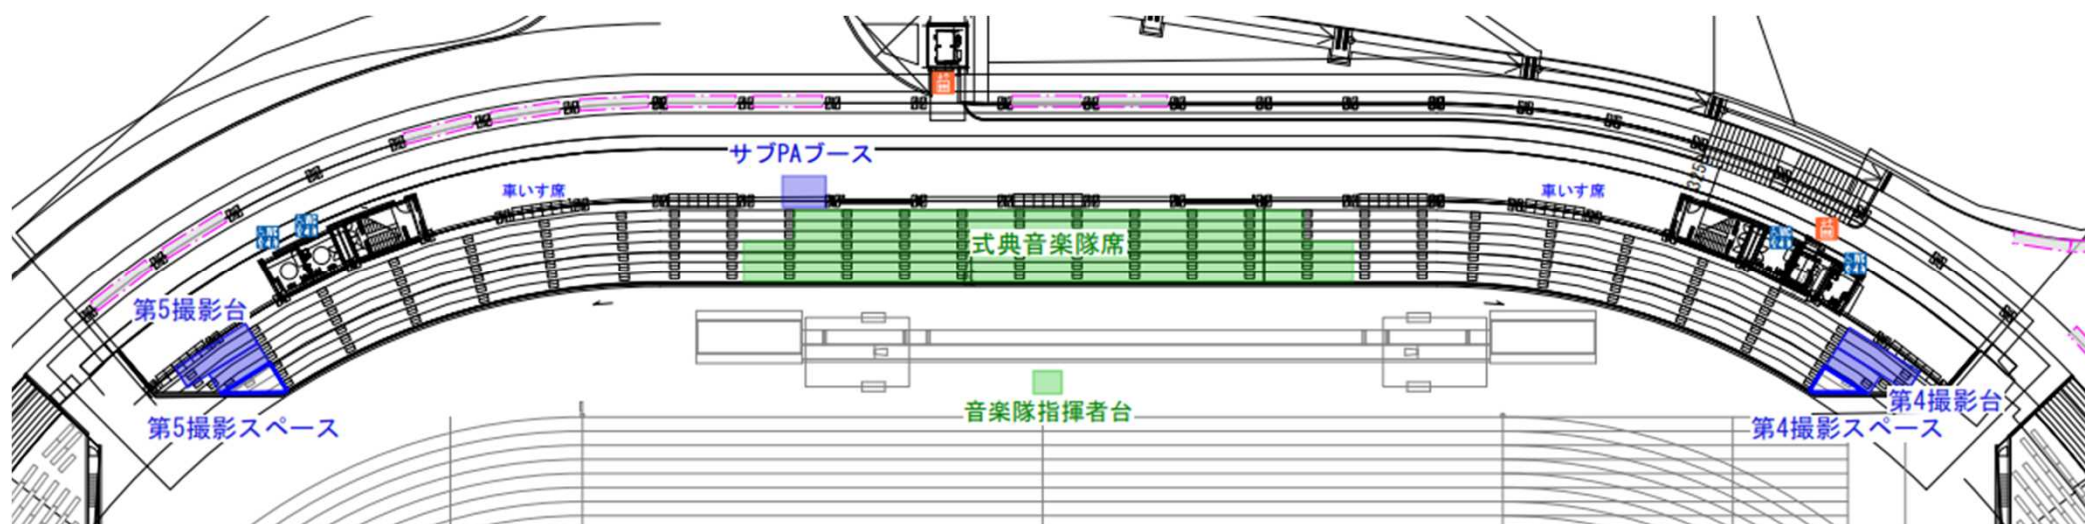 サブPAブース
車いす席
車いす席
式典音楽隊席
第5撮影台
音楽隊指揮者台
第4撮影台
第5撮影スペース
第4撮影スペース